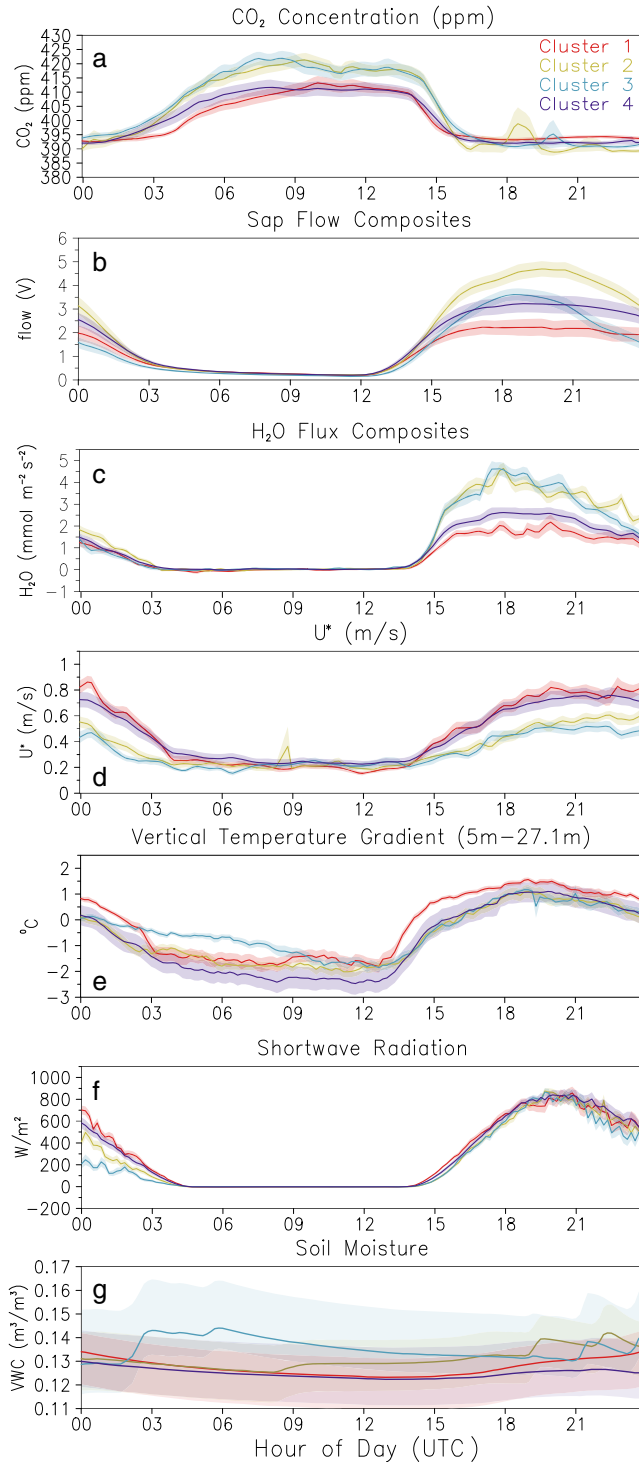 CO₂ Concentration (ppm)
a
Cluster 1
Cluster 2
Cluster 3
Cluster 4
CO₂ (ppm)
430
425
420
415
410
405
400
395
390
385
380
00 03 06 09 12 15 18 21
Sap Flow Composites
b
flow (V)
6
5
4
3
2
1
0
00 03 06 09 12 15 18 21
H₂O Flux Composites
c
H₂O (mmol m⁻² s⁻²)
5
4
3
2
1
0
−1
00 03 06 09 12 15 18 21
U* (m/s)
d
U* (m/s)
1
0.8
0.6
0.4
0.2
0
00 03 06 09 12 15 18 21
Vertical Temperature Gradient (5m−27.1m)
e
°C
2
1
0
−1
−2
−3
00 03 06 09 12 15 18 21
Shortwave Radiation
f
W/m²
1000
800
600
400
200
0
−200
00 03 06 09 12 15 18 21
Soil Moisture
g
VWC (m³/m³)
0.17
0.16
0.15
0.14
0.13
0.12
0.11
00 03 06 09 12 15 18 21
Hour of Day (UTC)